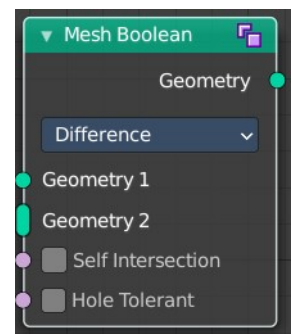 Mesh Boolean
Geometry
Difference
Geometry 1
Geometry 2
Self Intersection
Hole Tolerant